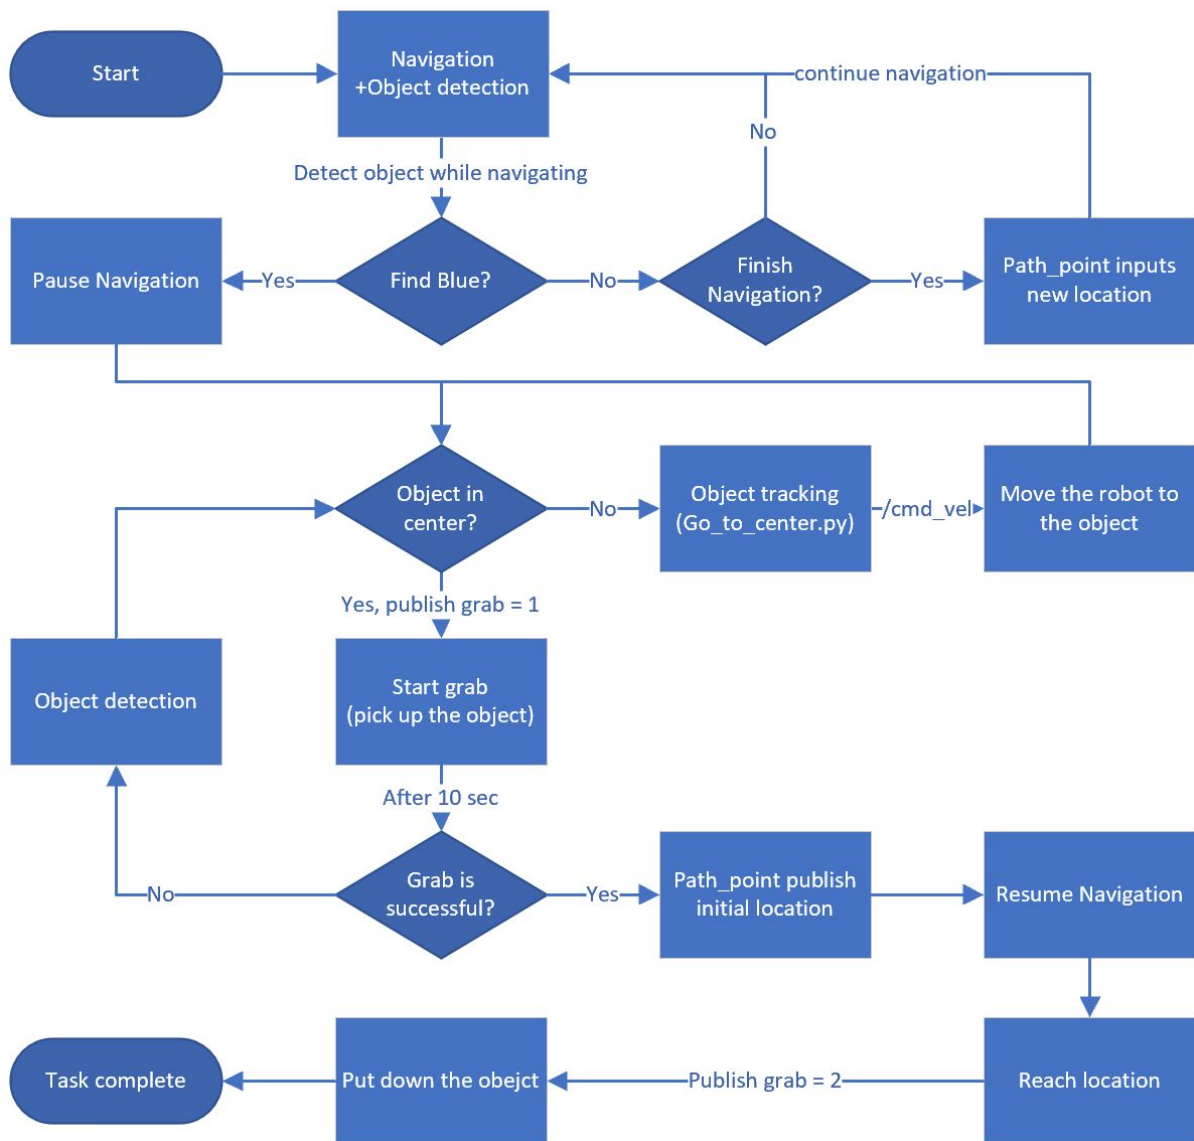 Start
Navigation
+Object detection
continue navigation
No
Detect object while navigating
Pause Navigation
Yes
Find Blue?
No
Finish
Navigation?
Yes
Path_point inputs
new location
Object in
center?
No
Object tracking
(Go_to_center.py)
/cmd_vel
Move the robot to
the object
Yes, publish grab = 1
Object detection
Start grab
(pick up the object)
After 10 sec
No
Grab is
successful?
Yes
Path_point publish
initial location
Resume Navigation
Task complete
Put down the obejct
Publish grab = 2
Reach location